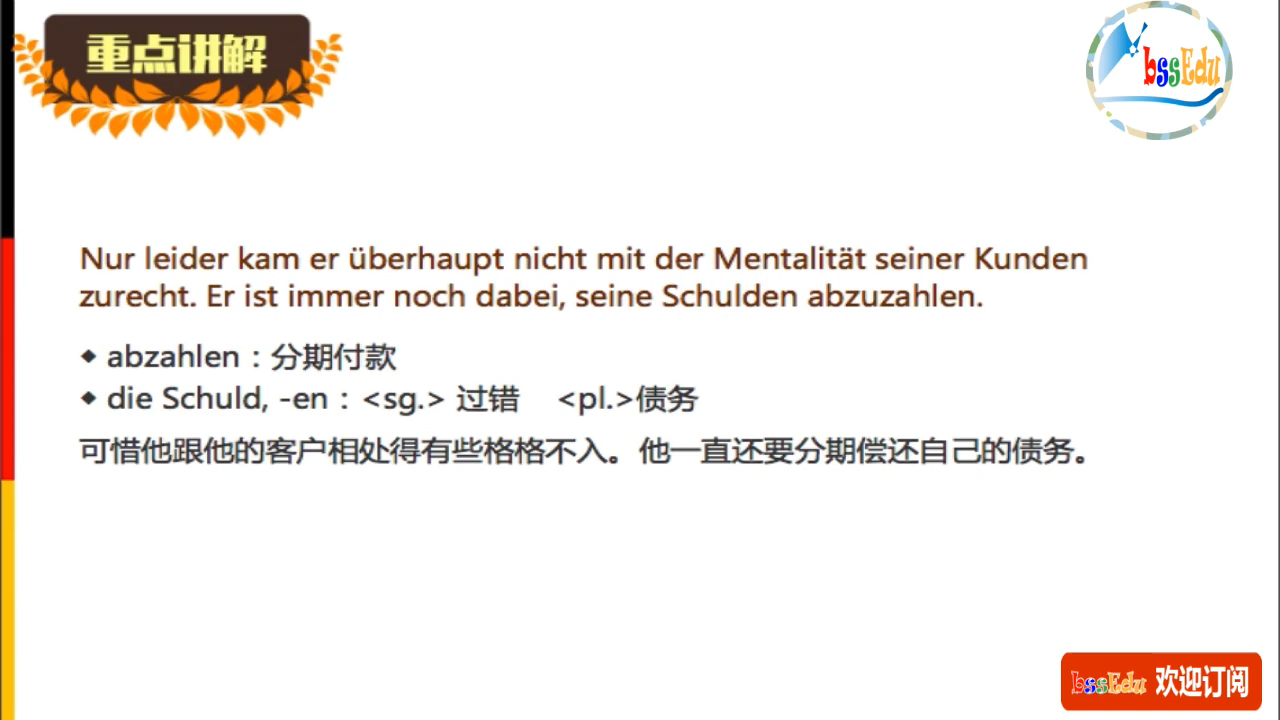 重点讲解
bssEdu
Nur leider kam er überhaupt nicht mit der Mentalität seiner Kunden
zurecht. Er ist immer noch dabei, seine Schulden abzuzahlen.
◆ abzahlen：分期付款
◆ die Schuld, -en：<sg.> 过错 <pl.>债务
可惜他跟他的客户相处得有些格格不入。他一直还要分期偿还自己的债务。
bssEdu 欢迎订阅